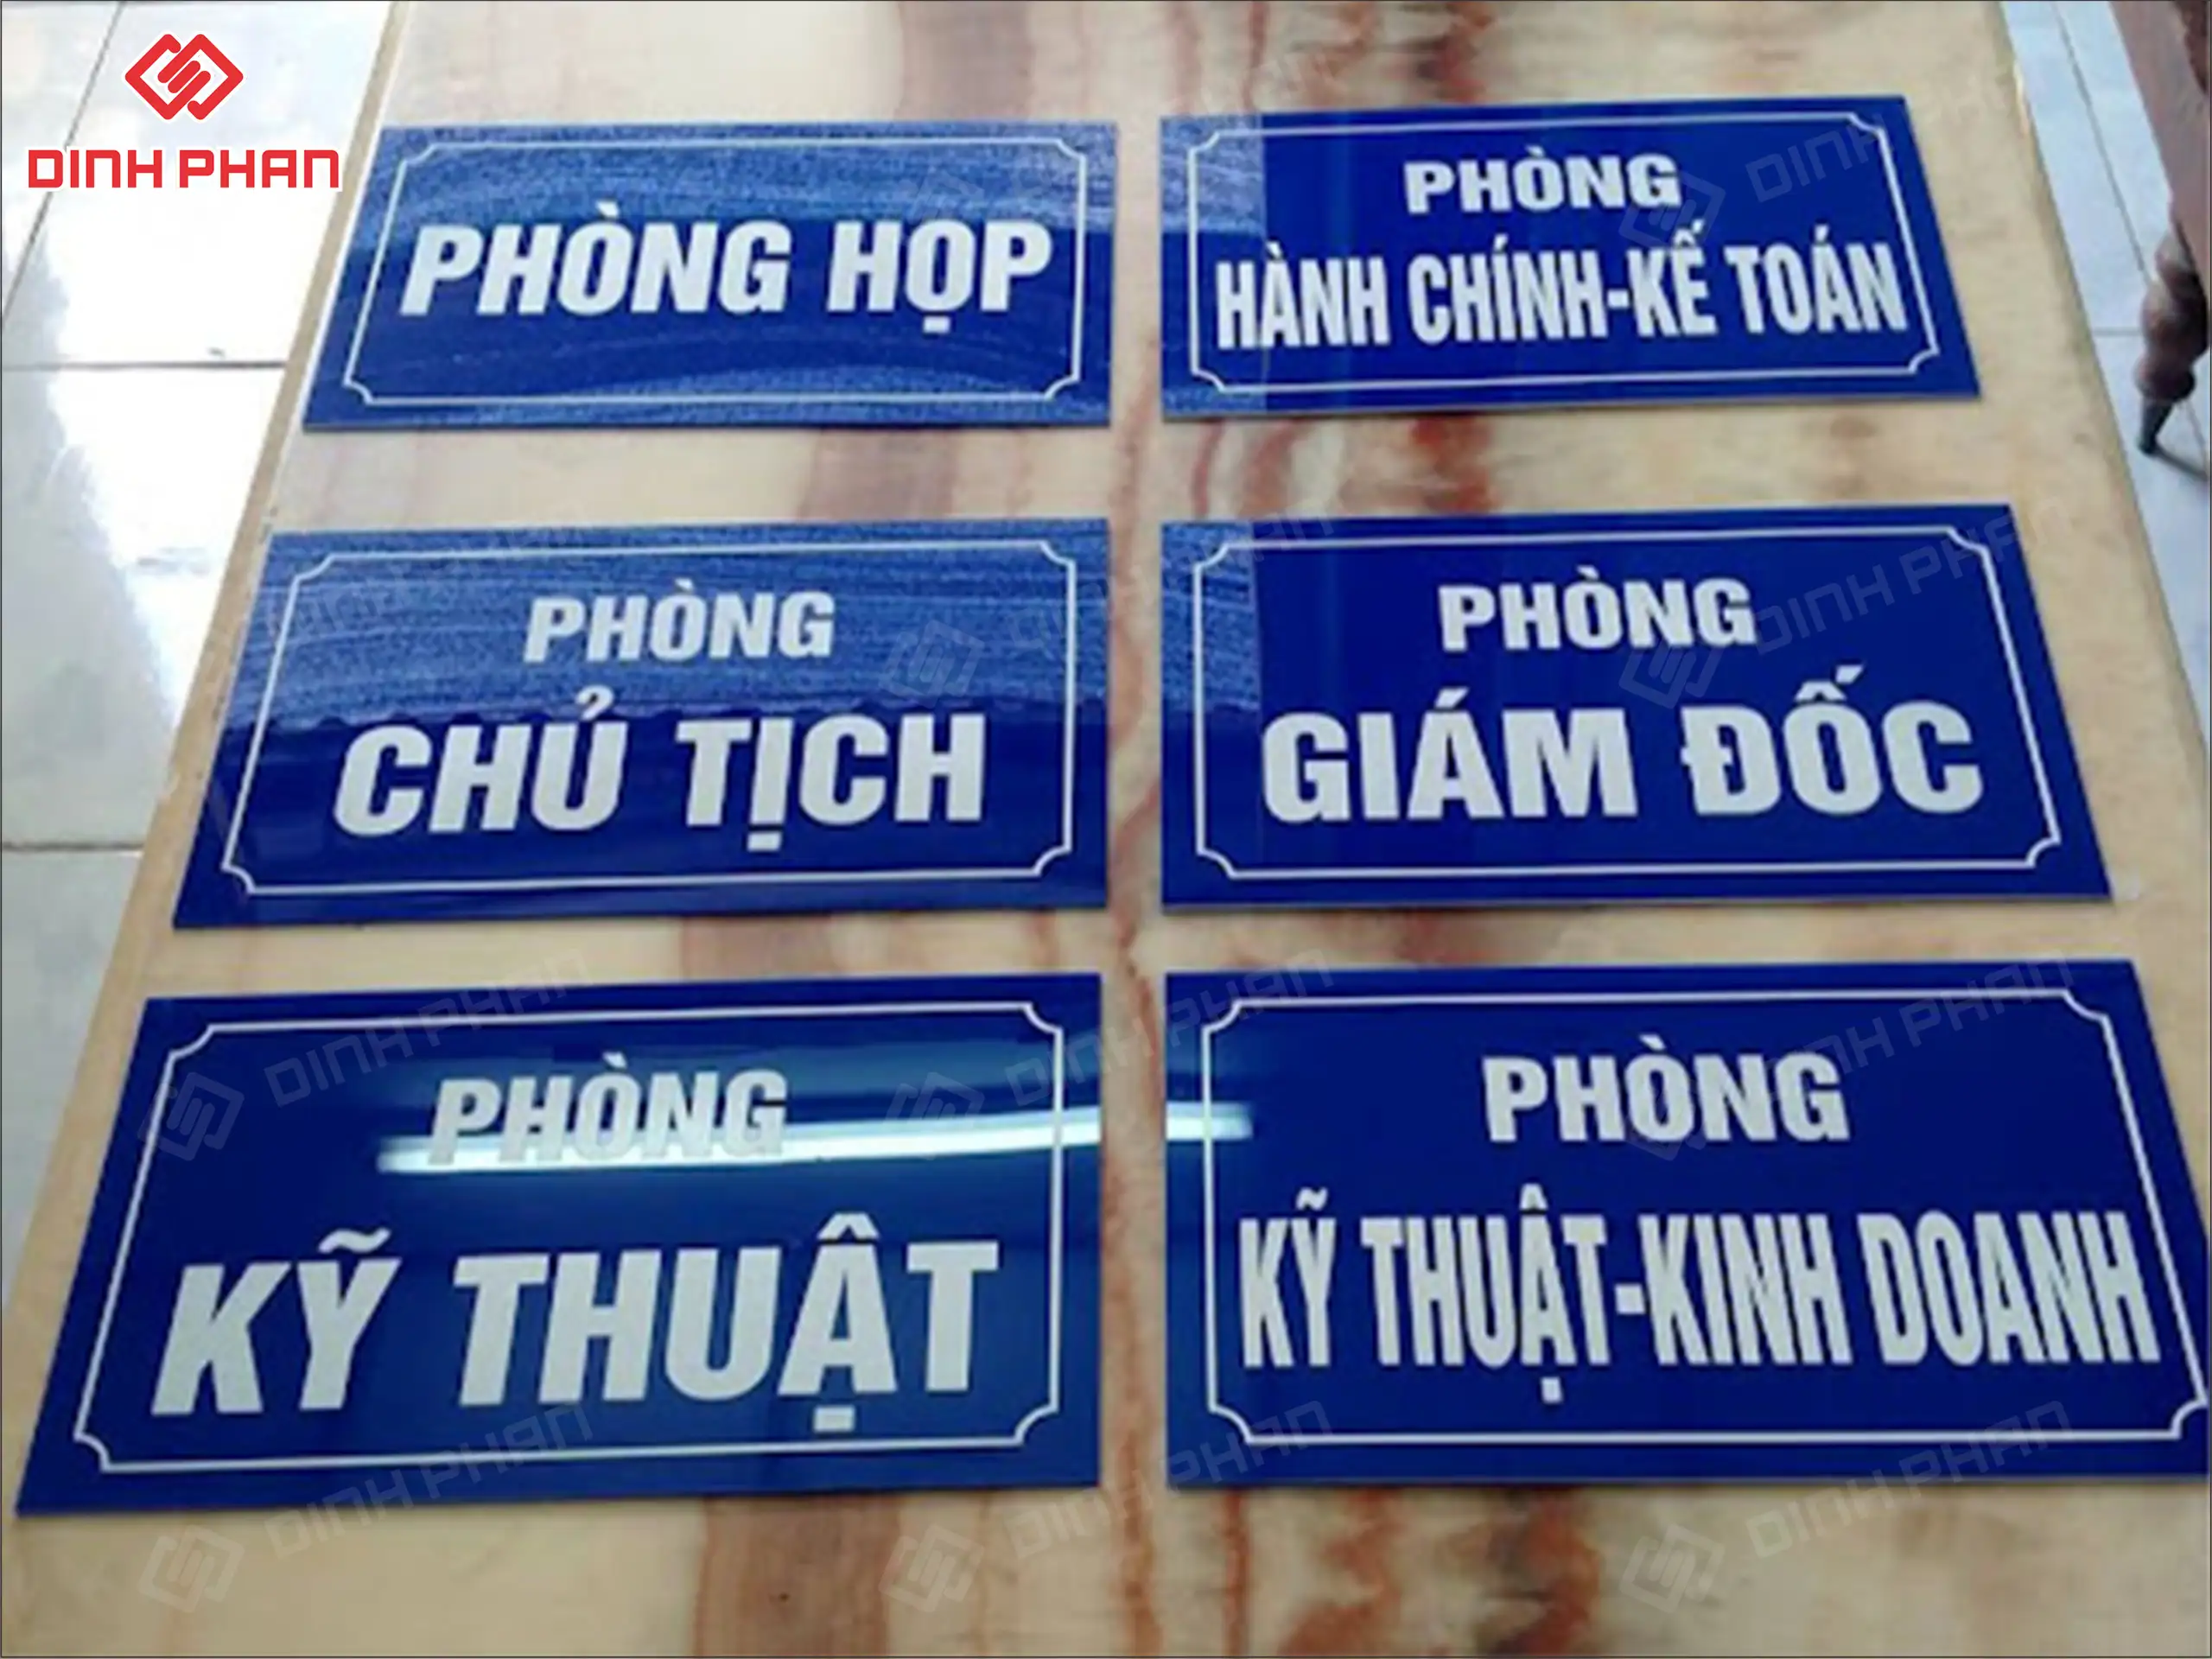 DINH PHAN
PHÒNG HỌP
PHÒNG
HÀNH CHÍNH-KẾ TOÁN
PHÒNG
CHỦ TỊCH
PHÒNG
GIÁM ĐỐC
PHÒNG
KỸ THUẬT
PHÒNG
KỸ THUẬT-KINH DOANH